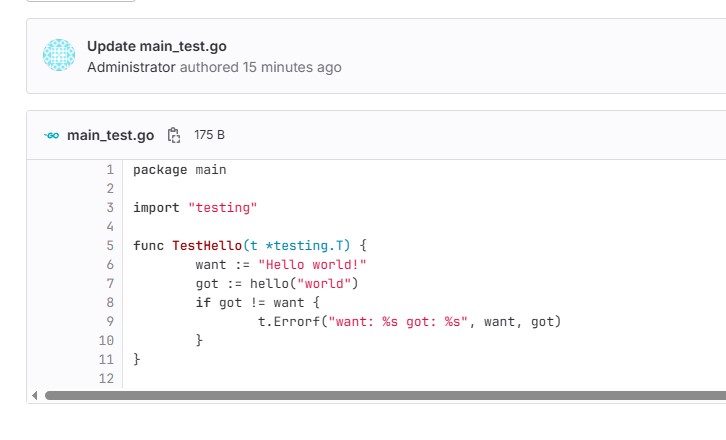 Update main_test.go
Administrator authored 15 minutes ago
GO main_test.go 175 B
1 package main
2
3 import "testing"
4
5 func TestHello(t *testing.T) {
6         want := "Hello world!"
7         got := hello("world")
8         if got != want {
9                 t.Errorf("want: %s got: %s", want, got)
10         }
11 }
12